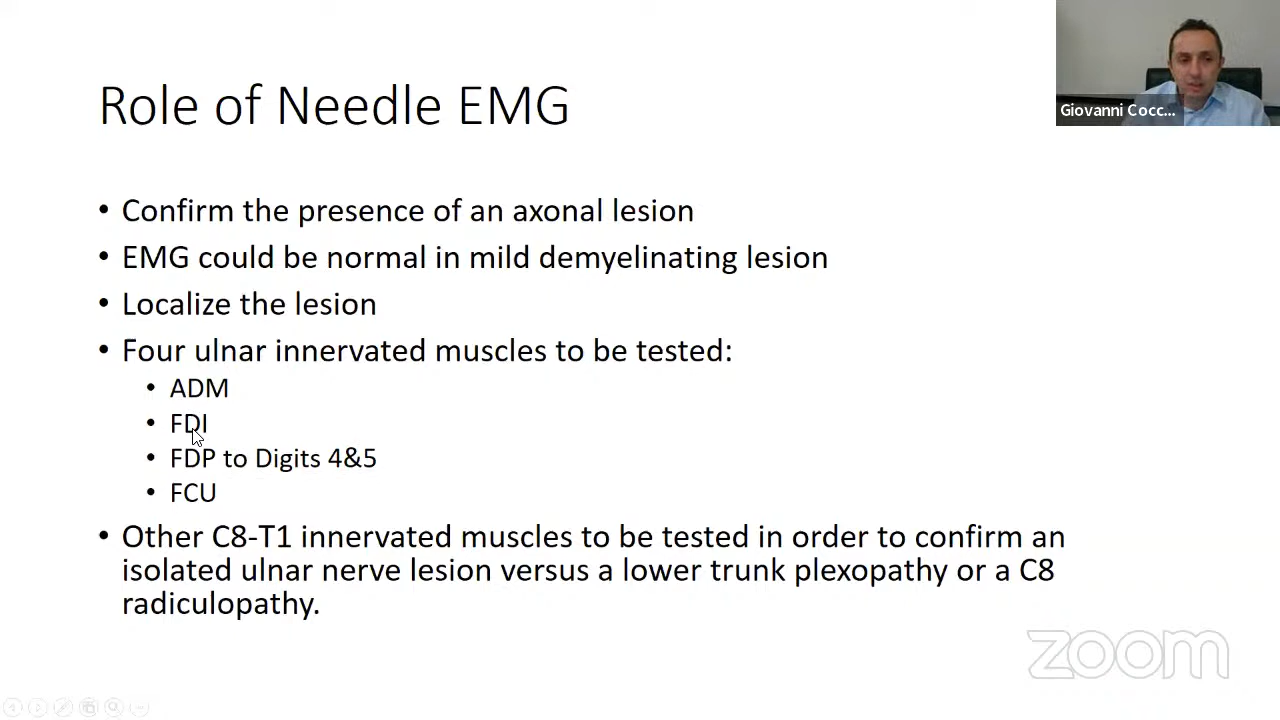 Role of Needle EMG
Giovanni Cocc...
• Confirm the presence of an axonal lesion
• EMG could be normal in mild demyelinating lesion
• Localize the lesion
• Four ulnar innervated muscles to be tested:
• ADM
• FDI
• FDP to Digits 4&5
• FCU
• Other C8-T1 innervated muscles to be tested in order to confirm an
isolated ulnar nerve lesion versus a lower trunk plexopathy or a C8
radiculopathy.
zoom